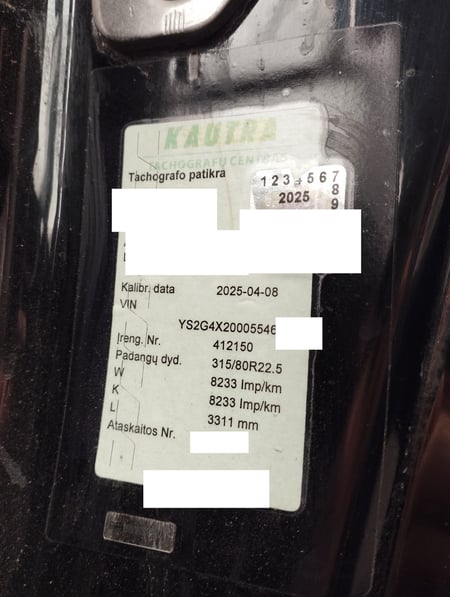 KAUTRA
TACHOGRAFŲ CENTRAS
Tachografo patikra
1 2 3 4 5 6 7
8
9
2025
Kalibr. data 2025-04-08
VIN
YS2G4X20005546
Įreng. Nr. 412150
Padangų dyd. 315/80R22.5
W 8233 Imp/km
K 8233 Imp/km
L 3311 mm
Ataskaitos Nr.